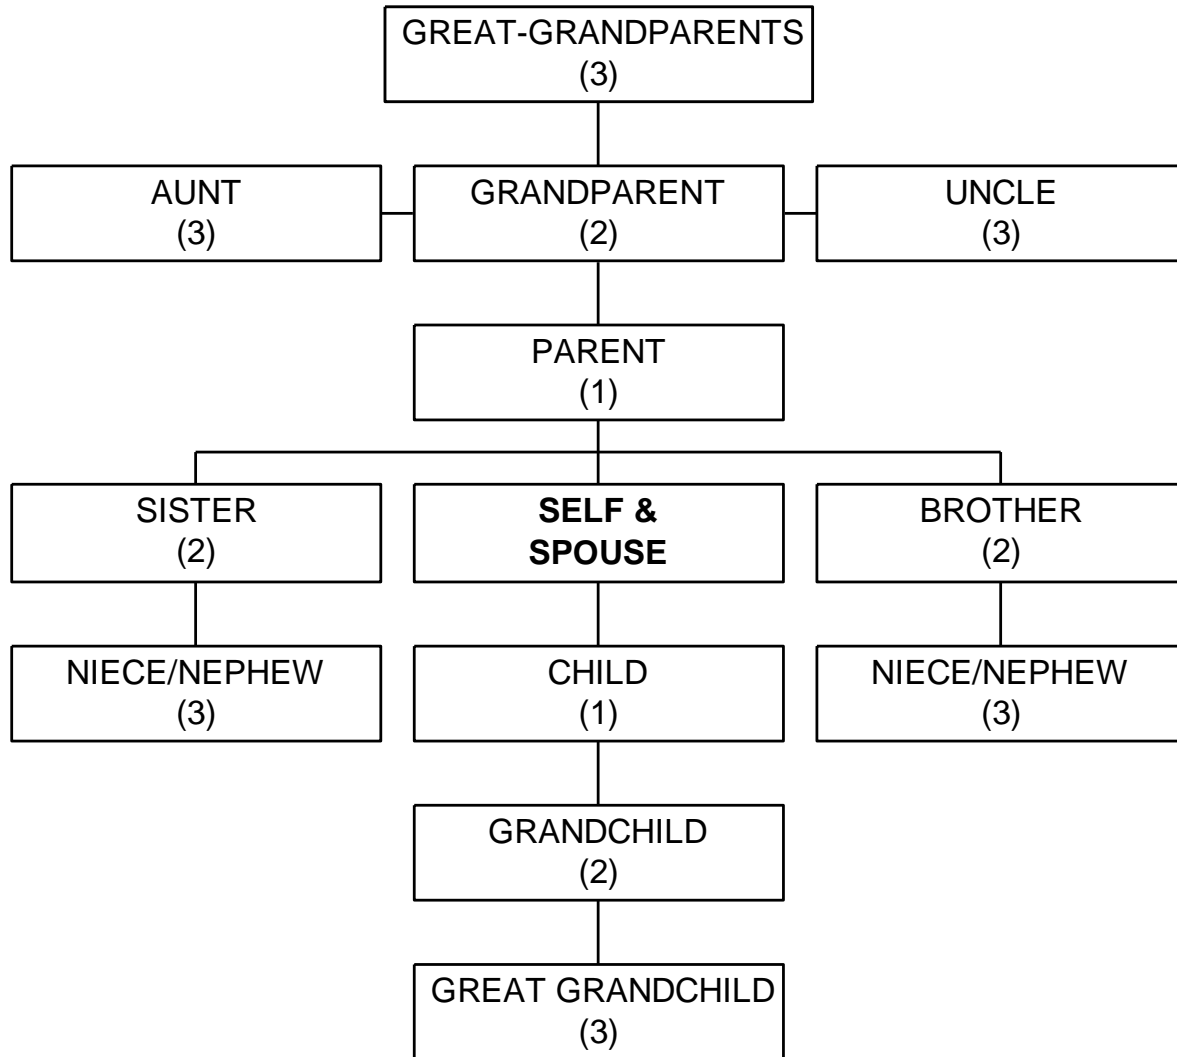 GREAT-GRANDPARENTS
(3)
AUNT
(3)
GRANDPARENT
(2)
UNCLE
(3)
PARENT
(1)
SISTER
(2)
SELF &
SPOUSE
BROTHER
(2)
NIECE/NEPHEW
(3)
CHILD
(1)
NIECE/NEPHEW
(3)
GRANDCHILD
(2)
GREAT GRANDCHILD
(3)